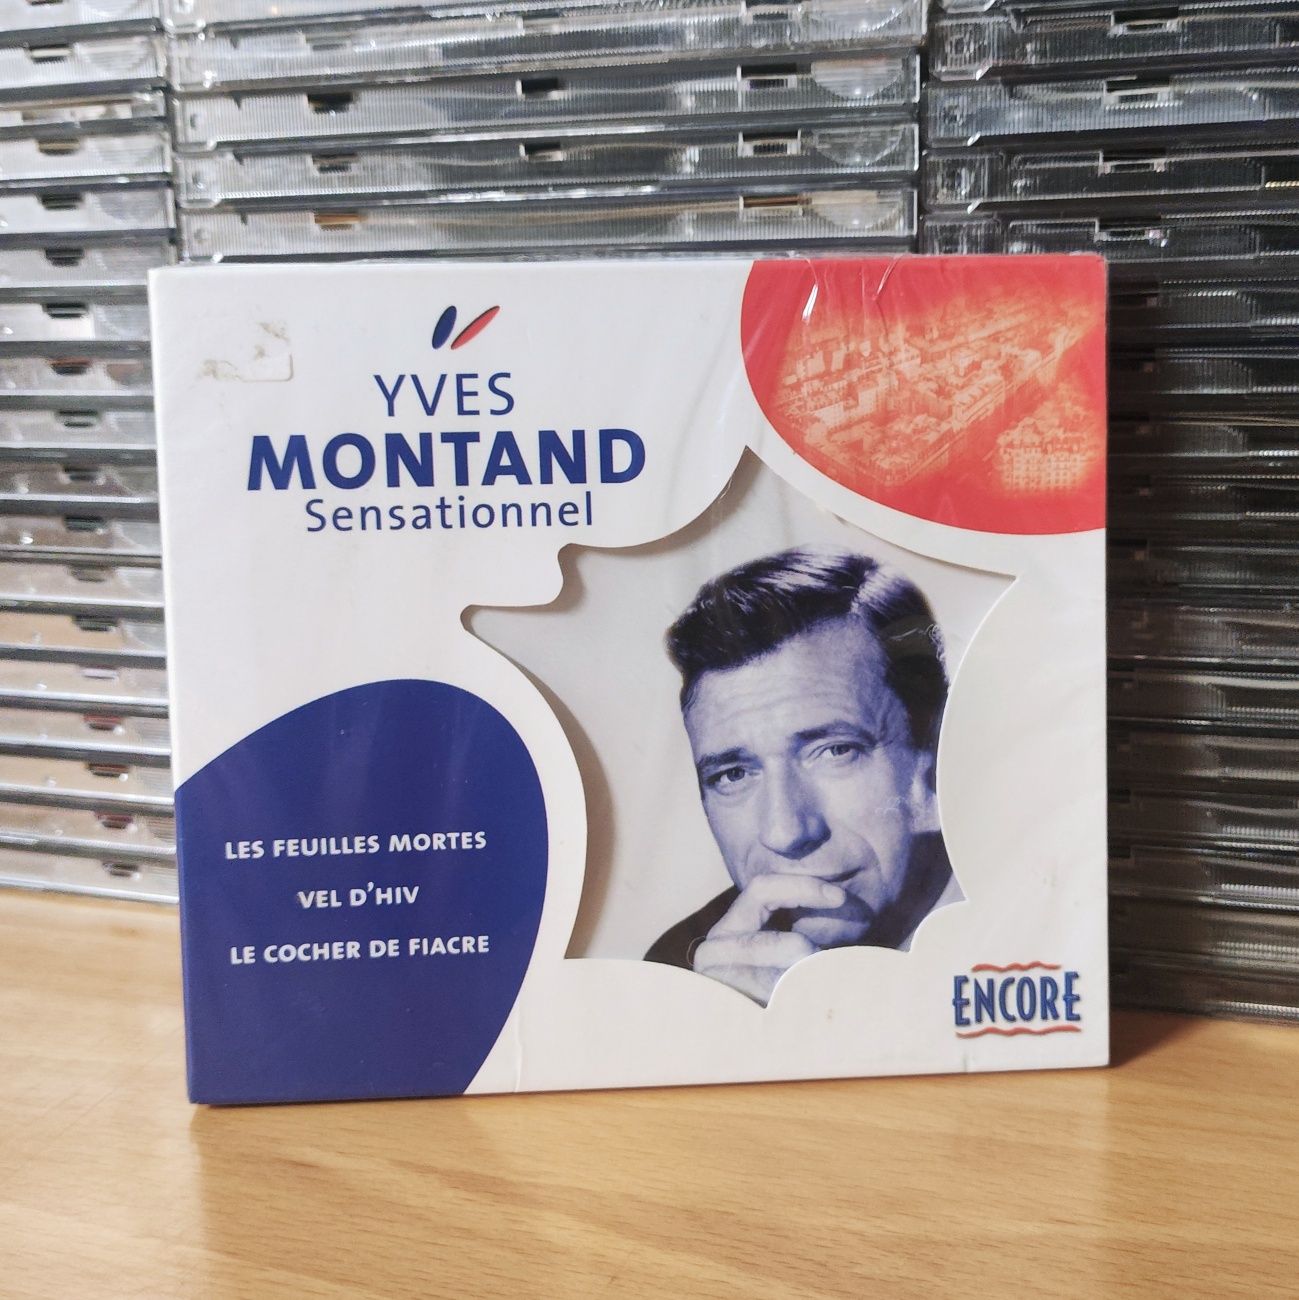 YVES
MONTAND
Sensationnel
LES FEUILLES MORTES
VEL D'HIV
LE COCHER DE FIACRE
ENCORE